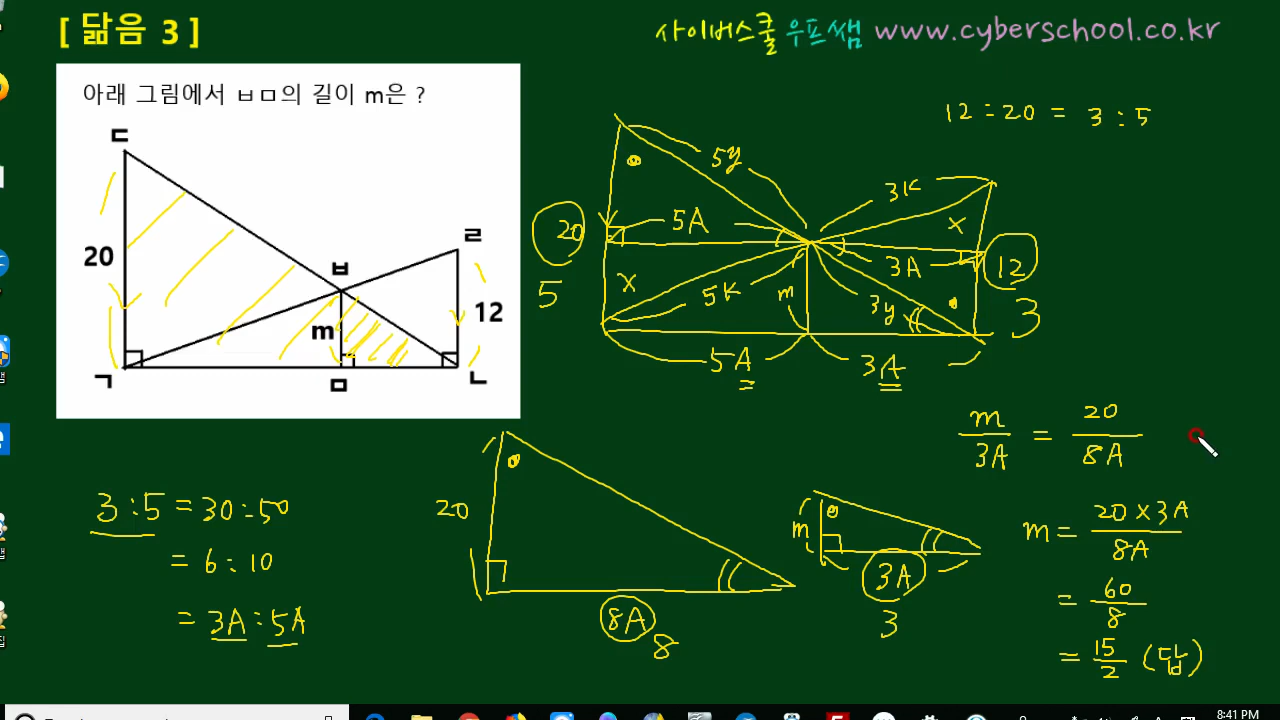 [ 닮음 3 ]
사이버스쿨 우프쌤 www.cyberschool.co.kr
아래 그림에서 ㅂㅁ의 길이 m은 ?
ㄷ
20
ㅂ
ㄹ
m
12
ㄱ
ㅁ
ㄴ
12 : 20 = 3 : 5
5y
3K
5A
x
20
3A
12
x
5K
m
3y
5
3
5A
3A
m/3A = 20/8A
3 : 5 = 30 : 50
= 6 : 10
= 3A : 5A
20
8A
8
m
3A
3
m = 20 × 3A / 8A
= 60/8
= 15/2 (답)
8:41 PM